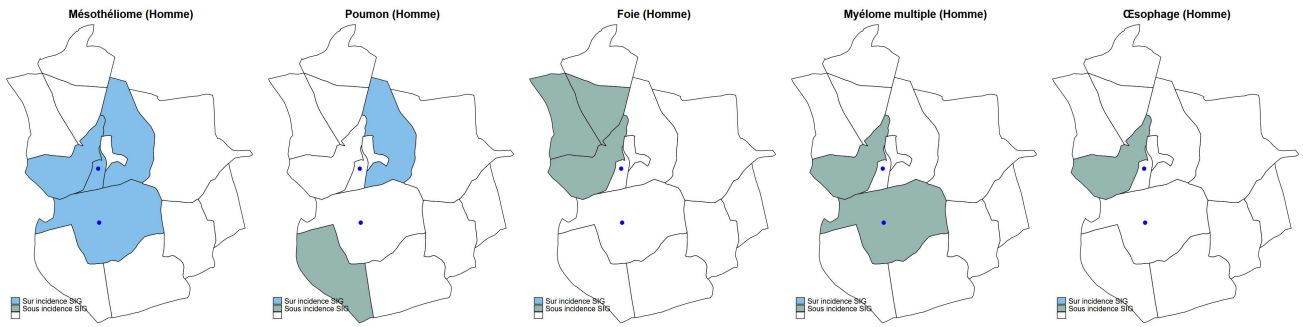 Mésothéliome (Homme)
Poumon (Homme)
Foie (Homme)
Myélome multiple (Homme)
Œsophage (Homme)
Sur incidence SIG
Sous incidence SIG
Sur incidence SIG
Sous incidence SIG
Sur incidence SIG
Sous incidence SIG
Sur incidence SIG
Sous incidence SIG
Sur incidence SIG
Sous incidence SIG